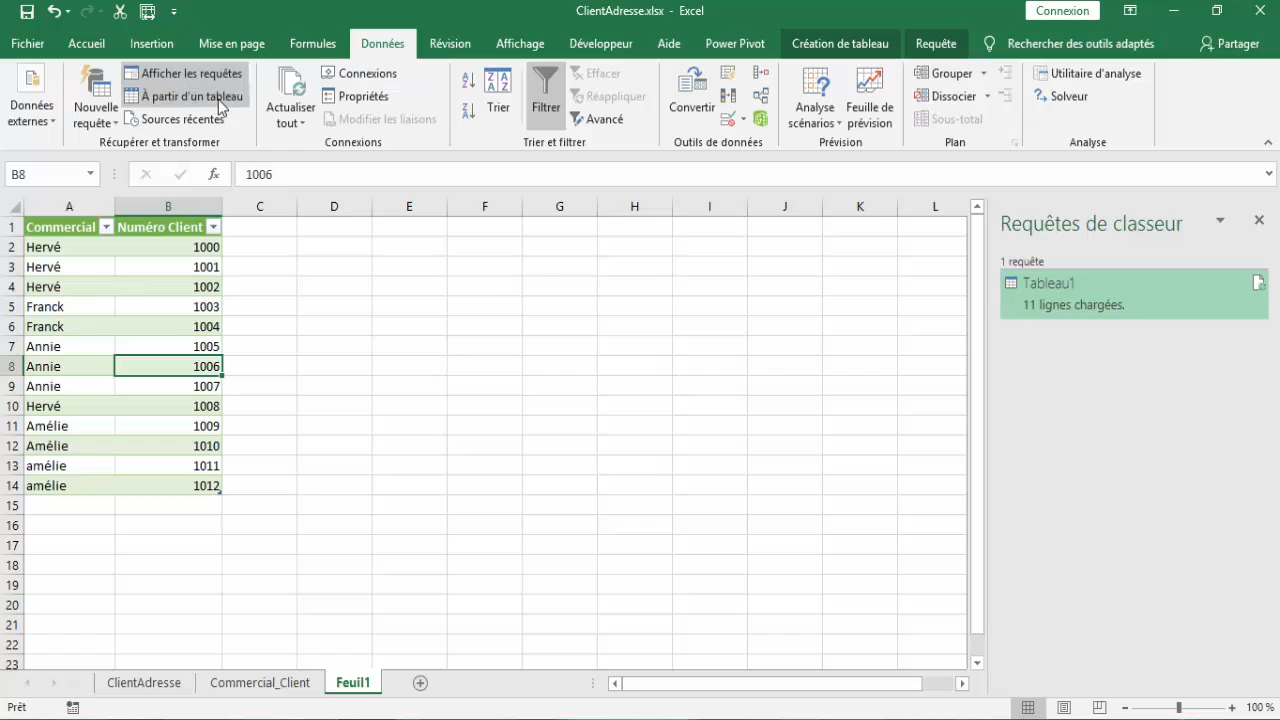 ClientAdresse.xlsx - Excel
Connexion
Fichier Accueil Insertion Mise en page Formules Données Révision Affichage Développeur Aide Power Pivot Création de tableau Requête Rechercher des outils adaptés Partager
Données externes
Nouvelle requête
Afficher les requêtes
À partir d'un tableau
Sources récentes
Récupérer et transformer
Actualiser tout
Connexions
Propriétés
Modifier les liaisons
Connexions
Trier
Filtrer
Effacer
Réappliquer
Avancé
Trier et filtrer
Convertir
Outils de données
Analyse scénarios
Feuille de prévision
Prévision
Grouper
Dissocier
Sous-total
Plan
Utilitaire d'analyse
Solveur
Analyse
B8 fx 1006
A B C D E F G H I J K L
1 Commercial Numéro Client
2 Hervé 1000
3 Hervé 1001
4 Hervé 1002
5 Franck 1003
6 Franck 1004
7 Annie 1005
8 Annie 1006
9 Annie 1007
10 Hervé 1008
11 Amélie 1009
12 Amélie 1010
13 amélie 1011
14 amélie 1012
15
16
17
18
19
20
21
22
23
Requêtes de classeur
1 requête
Tableau1
11 lignes chargées.
ClientAdresse Commercial_Client Feuil1
Prêt
100 %